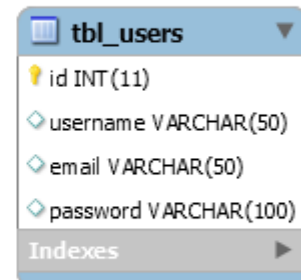 tbl_users
id INT(11)
username VARCHAR(50)
email VARCHAR(50)
password VARCHAR(100)
Indexes